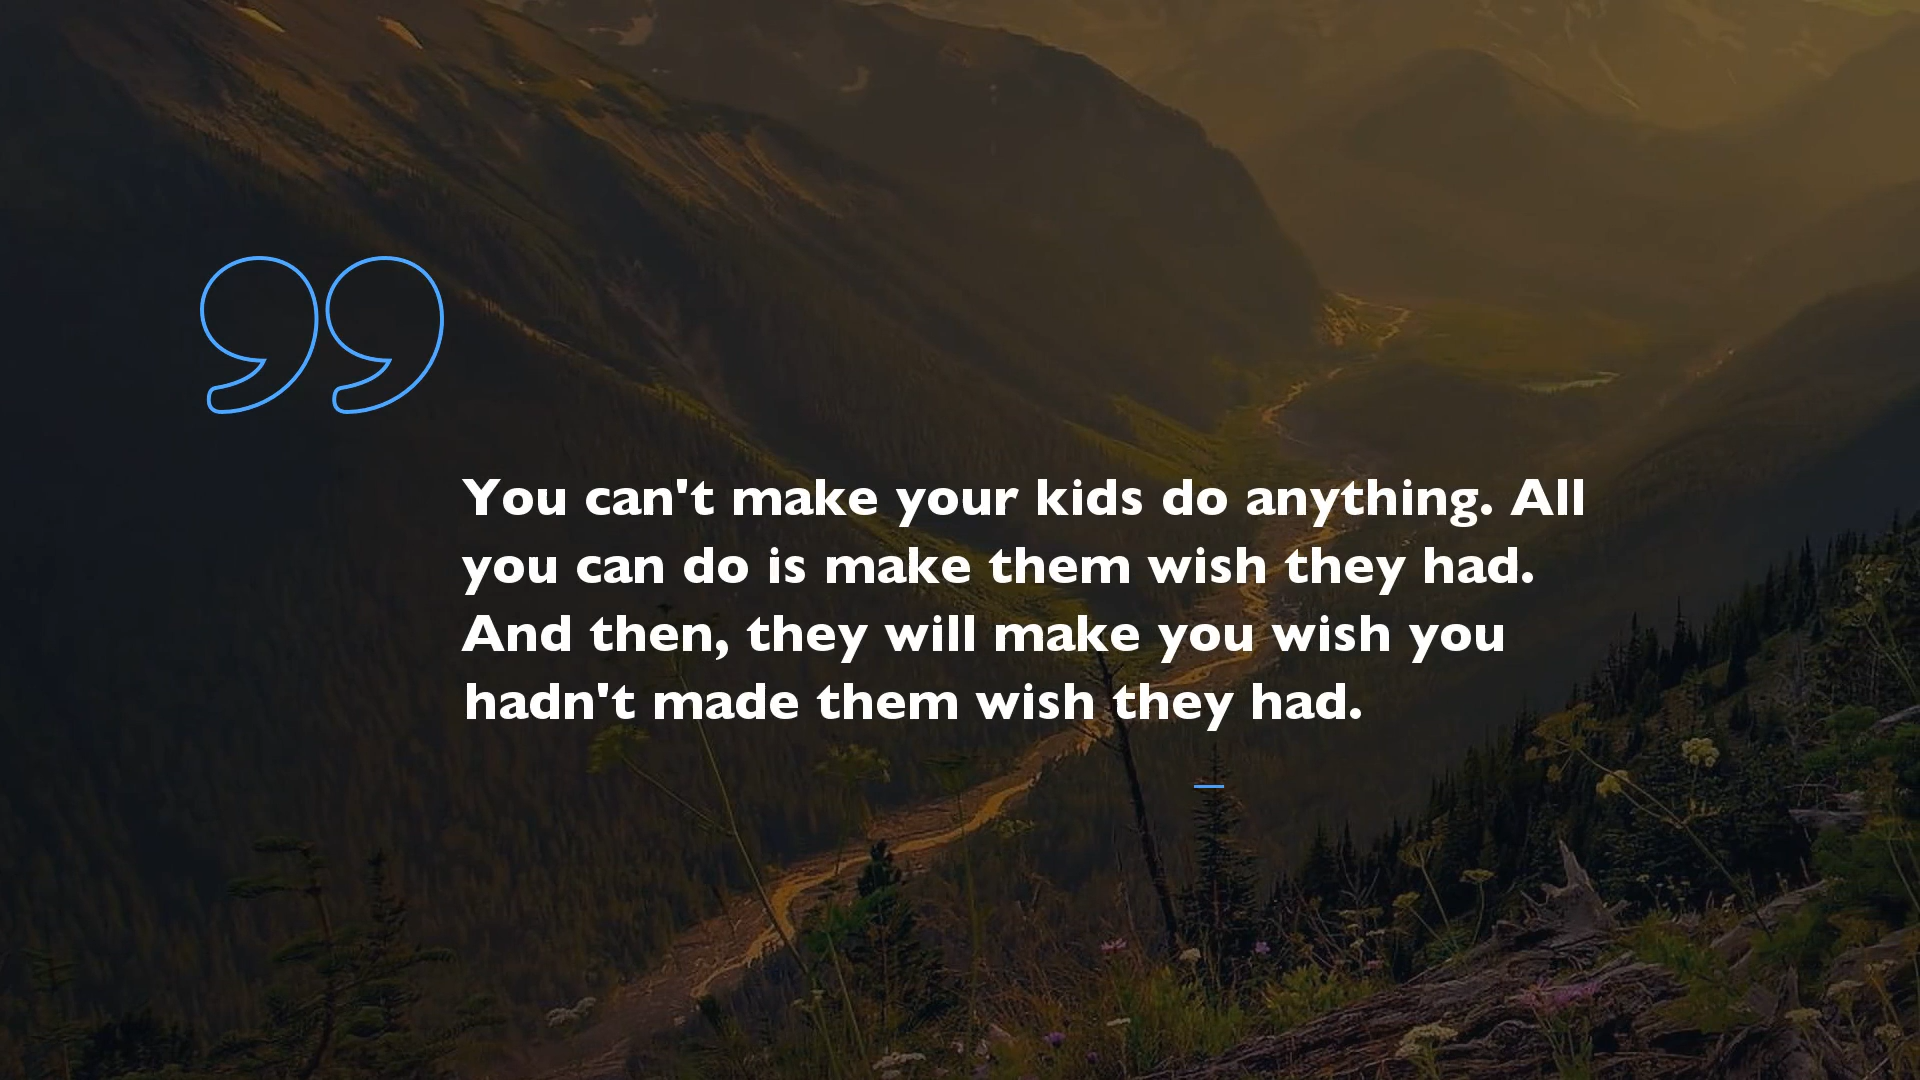 You can't make your kids do anything. All
you can do is make them wish they had.
And then, they will make you wish you
hadn't made them wish they had.